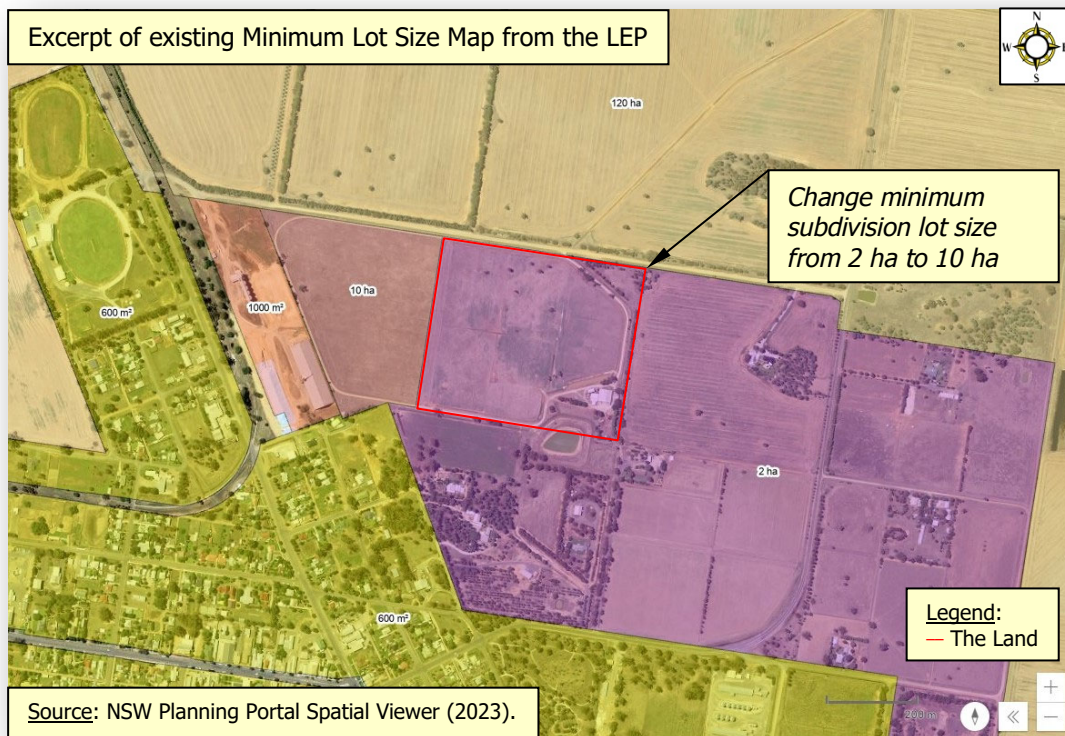 Excerpt of existing Minimum Lot Size Map from the LEP
N
W E
S
120 ha
Change minimum
subdivision lot size
from 2 ha to 10 ha
10 ha
1000 m²
600 m²
2 ha
600 m²
Legend:
— The Land
200 m
Source: NSW Planning Portal Spatial Viewer (2023).